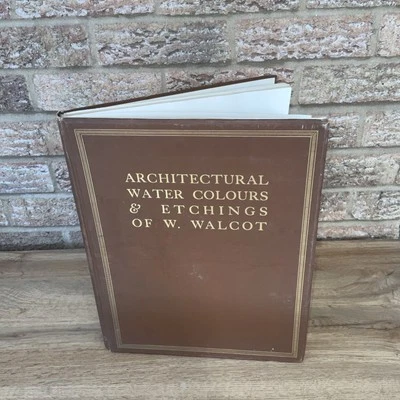 ARCHITECTURAL
WATER COLOURS
& ETCHINGS
OF W. WALCOT